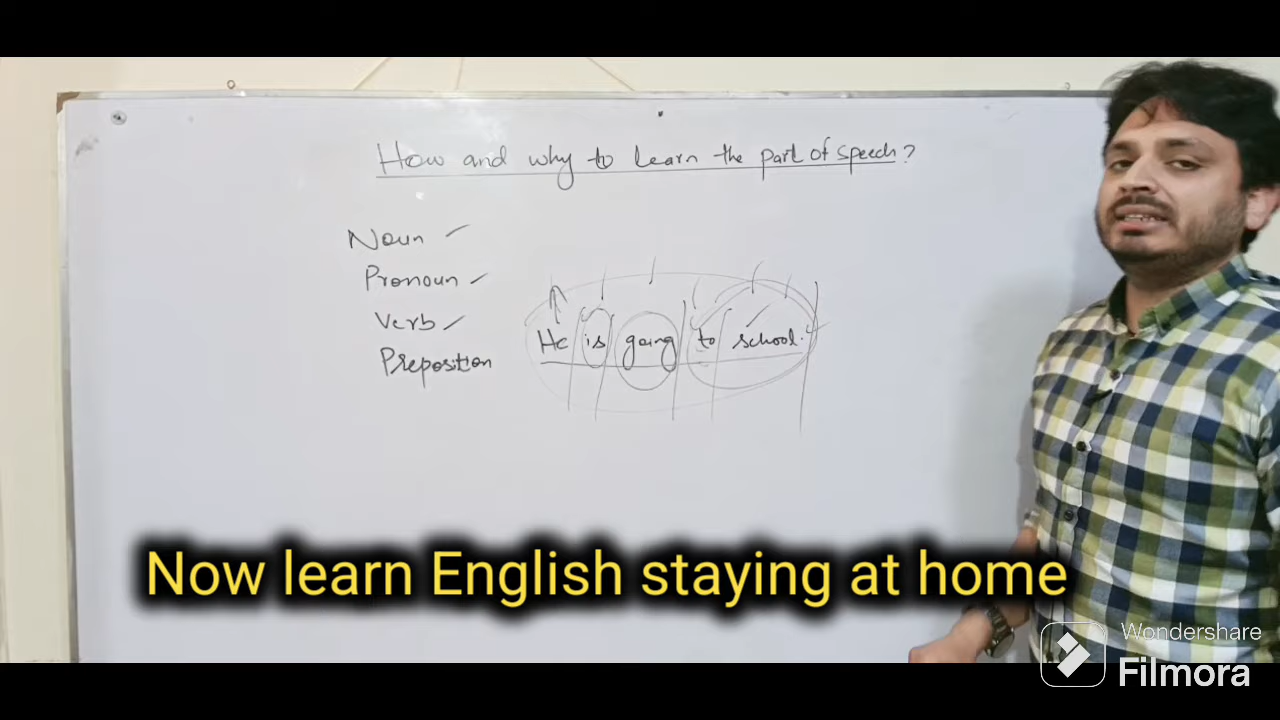 How and why to learn the part of speech?
Noun
Pronoun
Verb
Preposition
He is going to school.
Now learn English staying at home
Wondershare
Filmora